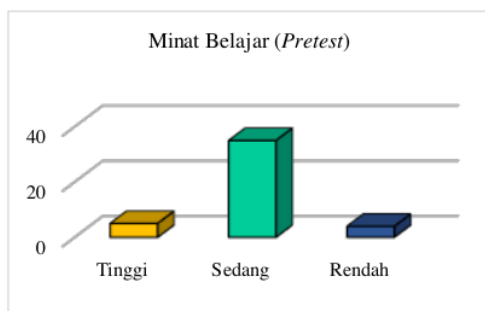 Minat Belajar (Pretest)
40
20
0
Tinggi
Sedang
Rendah